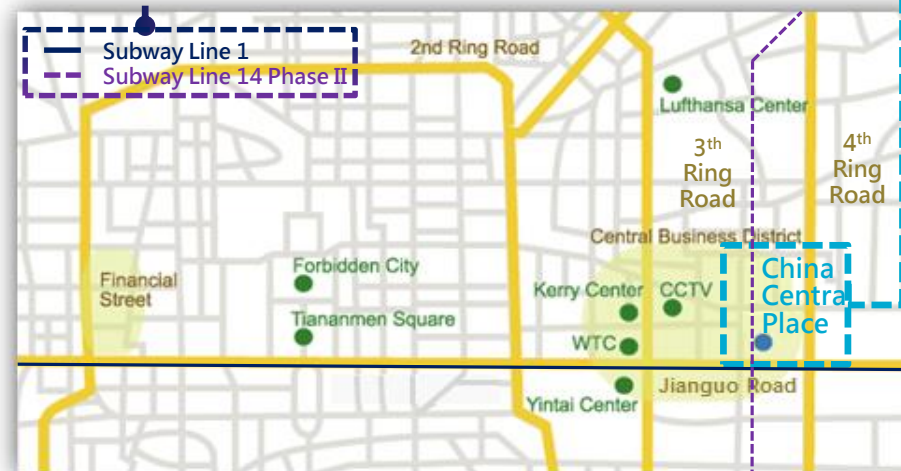 Subway Line 1
Subway Line 14 Phase II
2nd Ring Road
Lufthansa Center
3th
Ring
Road
4th
Ring
Road
Central Business District
China
Central
Place
Financial
Street
Forbidden City
Kerry Center
CCTV
Tiananmen Square
WTC
Jianguo Road
Yintai Center